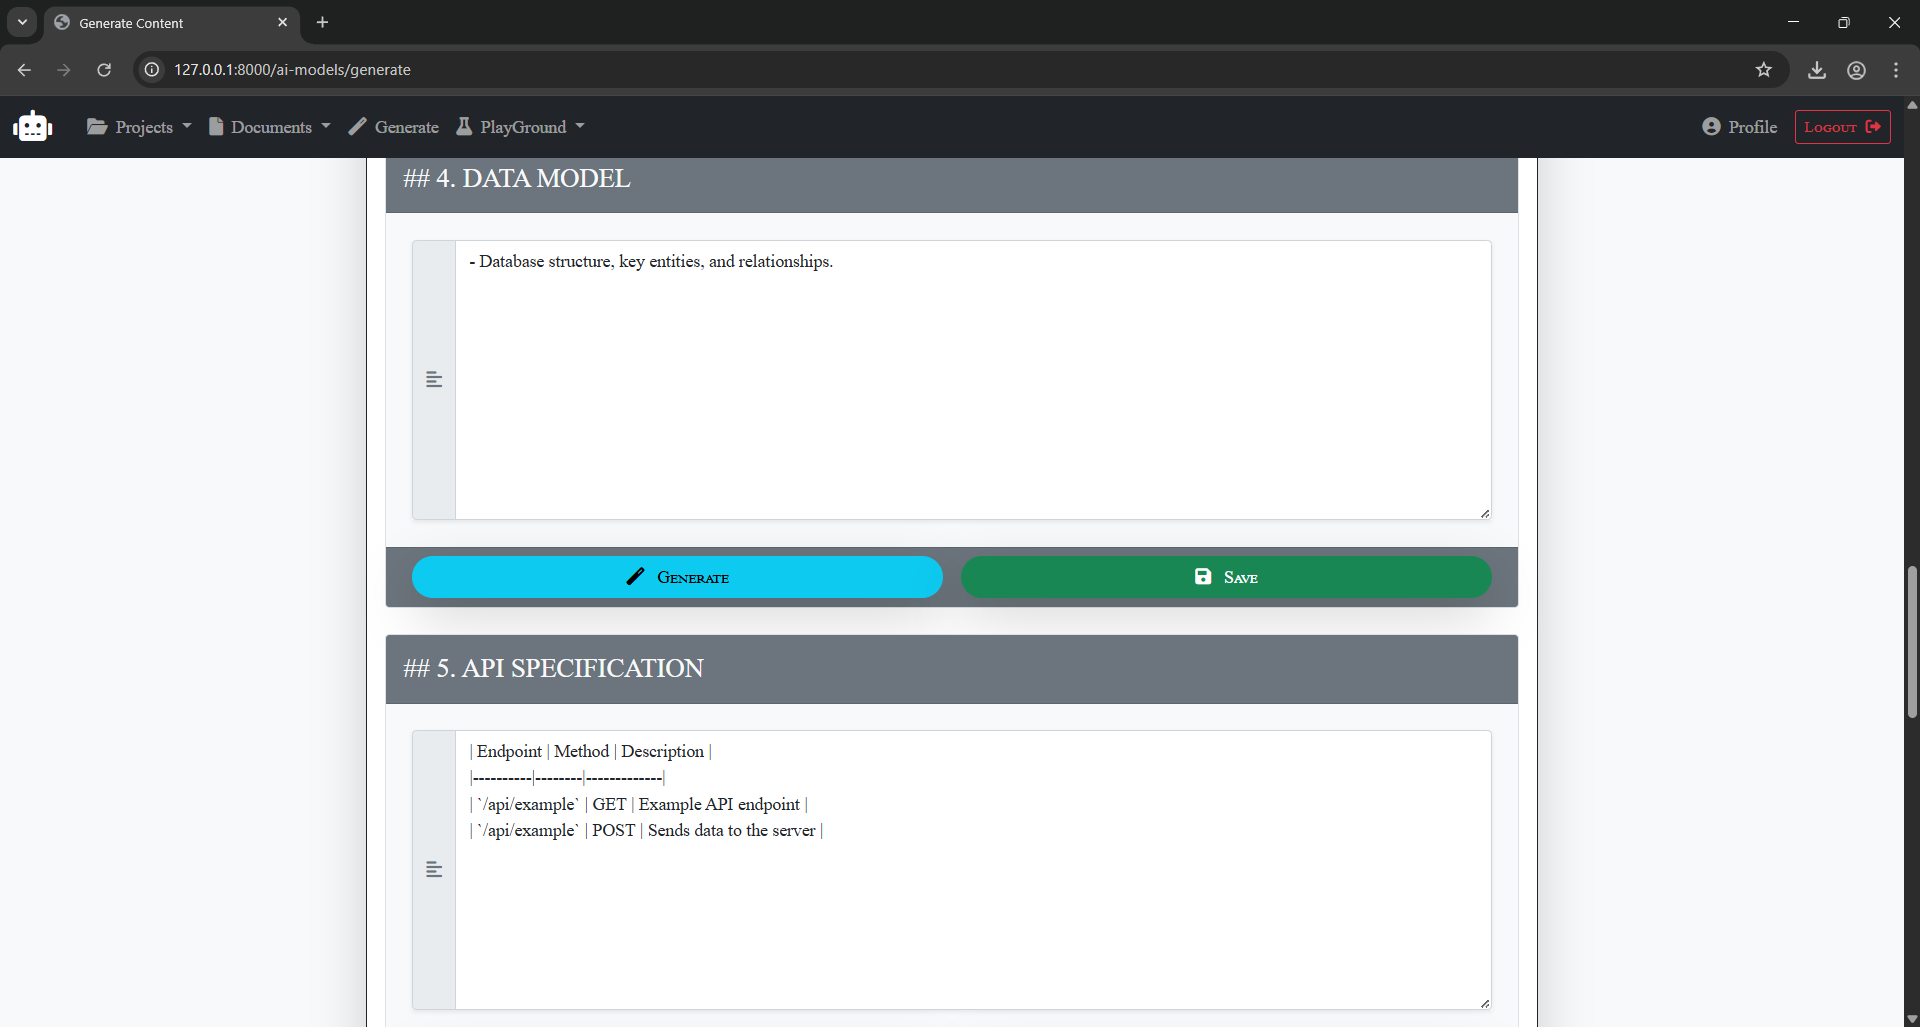 Generate Content
127.0.0.1:8000/ai-models/generate
Projects
Documents
Generate
PlayGround
Profile
Logout
## 4. DATA MODEL
- Database structure, key entities, and relationships.
Generate
Save
## 5. API SPECIFICATION
| Endpoint | Method | Description |
|----------|--------|-------------|
| `/api/example` | GET | Example API endpoint |
| `/api/example` | POST | Sends data to the server |